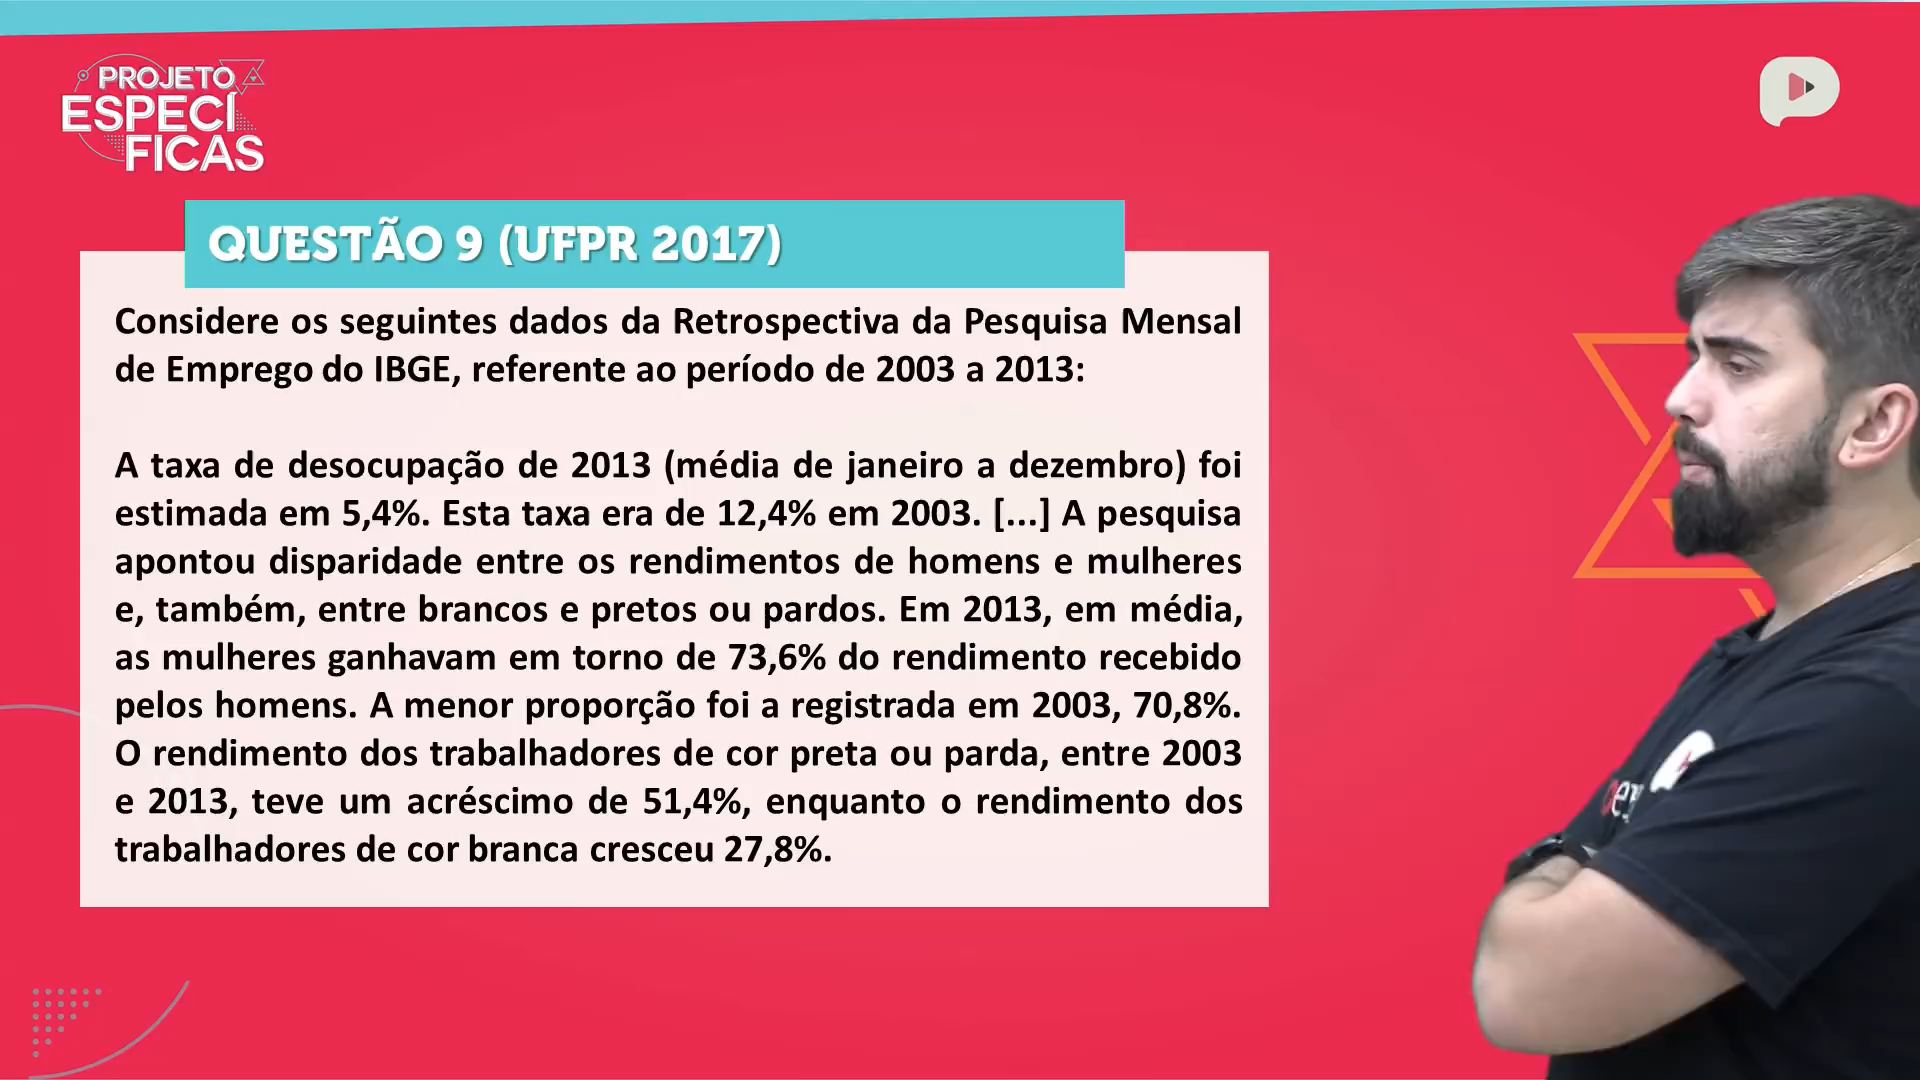 PROJETO
ESPECÍ
FICAS
QUESTÃO 9 (UFPR 2017)
Considere os seguintes dados da Retrospectiva da Pesquisa Mensal
de Emprego do IBGE, referente ao período de 2003 a 2013:
A taxa de desocupação de 2013 (média de janeiro a dezembro) foi
estimada em 5,4%. Esta taxa era de 12,4% em 2003. [...] A pesquisa
apontou disparidade entre os rendimentos de homens e mulheres
e, também, entre brancos e pretos ou pardos. Em 2013, em média,
as mulheres ganhavam em torno de 73,6% do rendimento recebido
pelos homens. A menor proporção foi a registrada em 2003, 70,8%.
O rendimento dos trabalhadores de cor preta ou parda, entre 2003
e 2013, teve um acréscimo de 51,4%, enquanto o rendimento dos
trabalhadores de cor branca cresceu 27,8%.